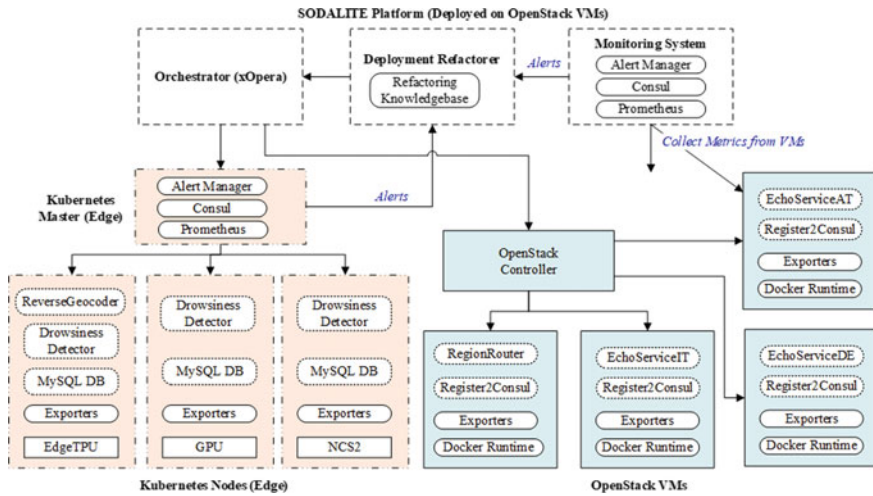 SODALITE Platform (Deployed on OpenStack VMs)
Orchestrator (xOpera)
Deployment Refactorer
Refactoring
Knowledgebase
Alerts
Monitoring System
Alert Manager
Consul
Prometheus
Collect Metrics from VMs
Kubernetes
Master (Edge)
Alert Manager
Consul
Prometheus
Alerts
OpenStack
Controller
EchoServiceAT
Register2Consul
Exporters
Docker Runtime
ReverseGeocoder
Drowsiness
Detector
MySQL DB
Exporters
EdgeTPU
Drowsiness
Detector
MySQL DB
Exporters
GPU
Drowsiness
Detector
MySQL DB
Exporters
NCS2
RegionRouter
Register2Consul
Exporters
Docker Runtime
EchoServiceIT
Register2Consul
Exporters
Docker Runtime
EchoServiceDE
Register2Consul
Exporters
Docker Runtime
Kubernetes Nodes (Edge)
OpenStack VMs